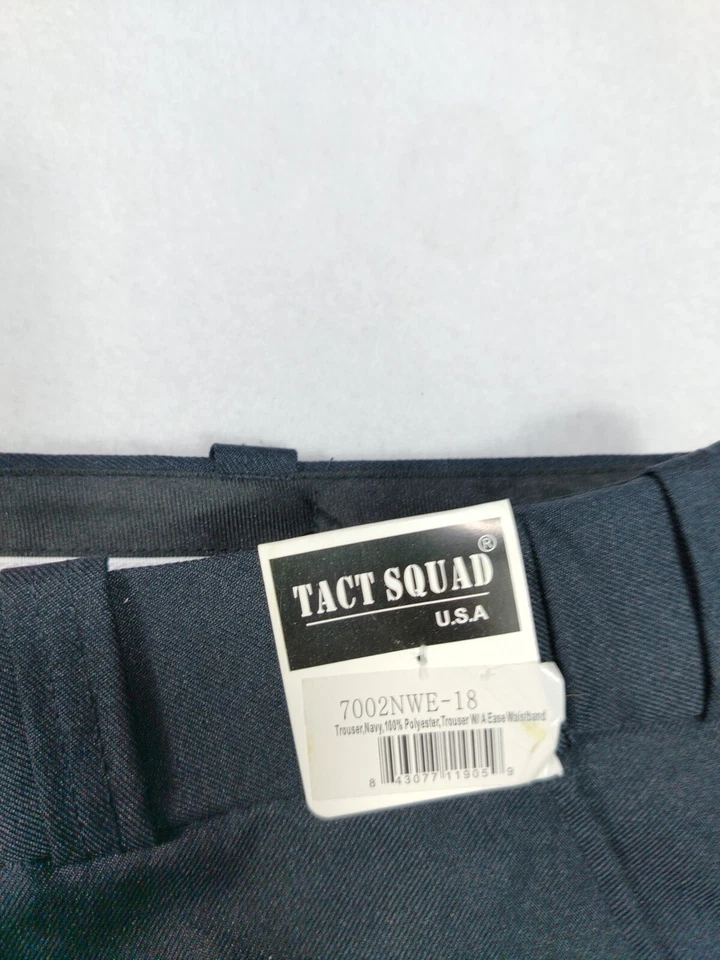 TACT SQUAD®
U.S.A
7002NWE-18
Trouser,Navy,100% Polyester,Trouser W/ A Ease Waistband
8 43077 11905 9